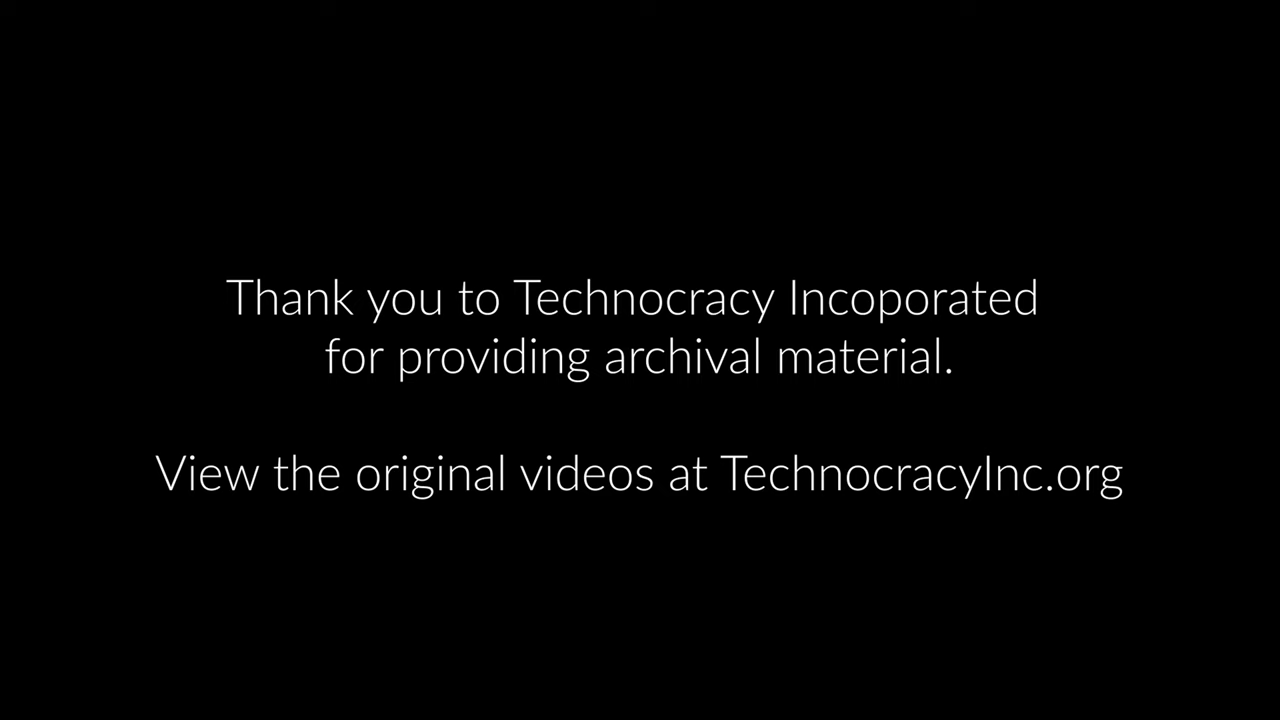 Thank you to Technocracy Incoporated
for providing archival material.
View the original videos at TechnocracyInc.org